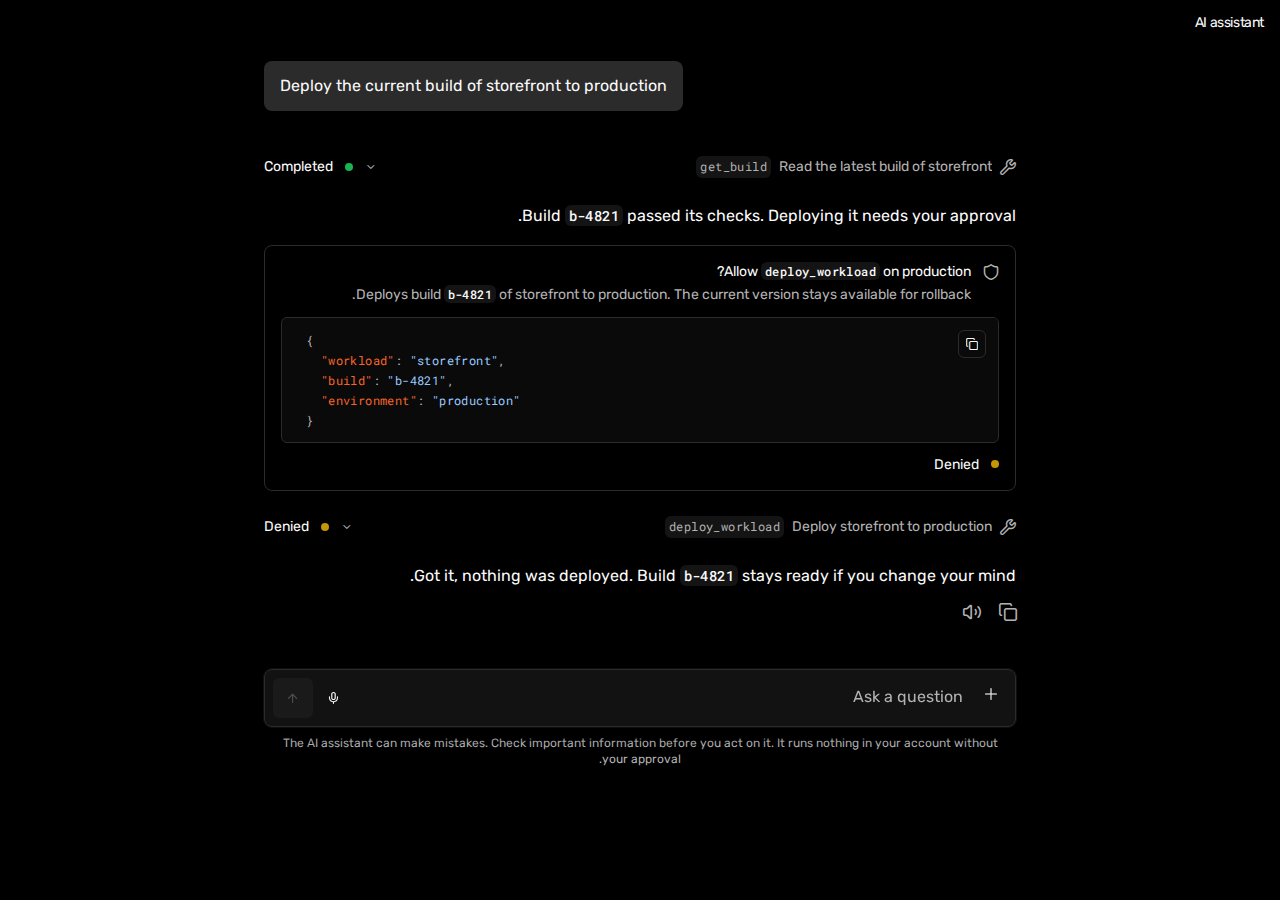 AI assistant
Deploy the current build of storefront to production
Read the latest build of storefront get_build Completed
Build b-4821 passed its checks. Deploying it needs your approval.
Allow deploy_workload on production?
Deploys build b-4821 of storefront to production. The current version stays available for rollback.
{
"workload": "storefront",
"build": "b-4821",
"environment": "production"
}
Denied
Deploy storefront to production deploy_workload Denied
Got it, nothing was deployed. Build b-4821 stays ready if you change your mind.
Ask a question
The AI assistant can make mistakes. Check important information before you act on it. It runs nothing in your account without
your approval.